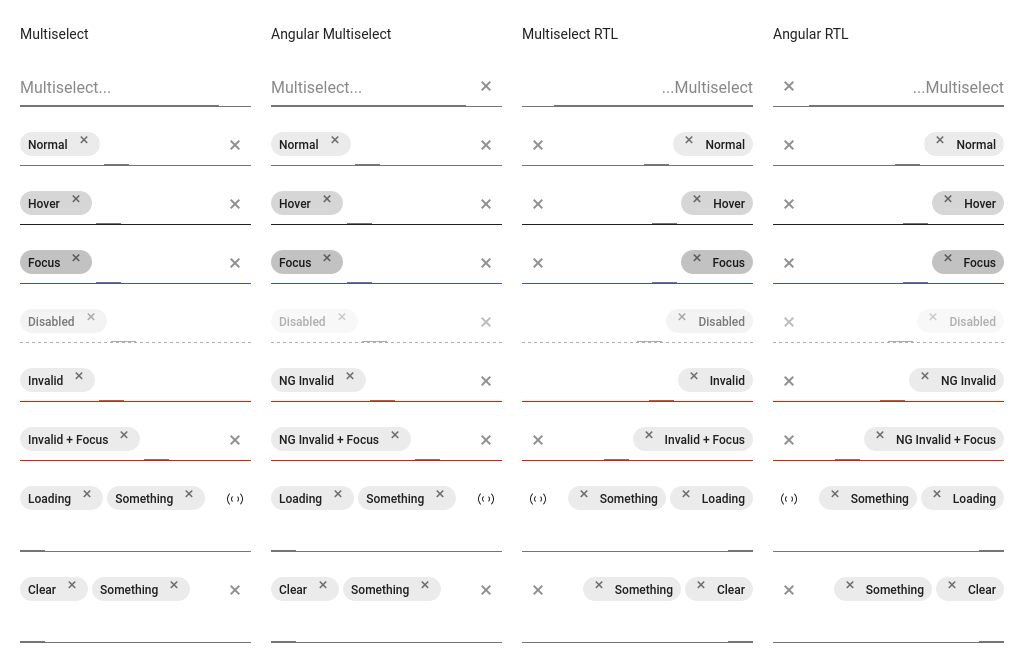 Multiselect Angular Multiselect Multiselect RTL Angular RTL
Multiselect... Multiselect... ...Multiselect ...Multiselect
Normal Normal Normal Normal
Hover Hover Hover Hover
Focus Focus Focus Focus
Disabled Disabled Disabled Disabled
Invalid NG Invalid Invalid NG Invalid
Invalid + Focus NG Invalid + Focus Invalid + Focus NG Invalid + Focus
Loading Something Loading Something Something Loading Something Loading
Clear Something Clear Something Something Clear Something Clear